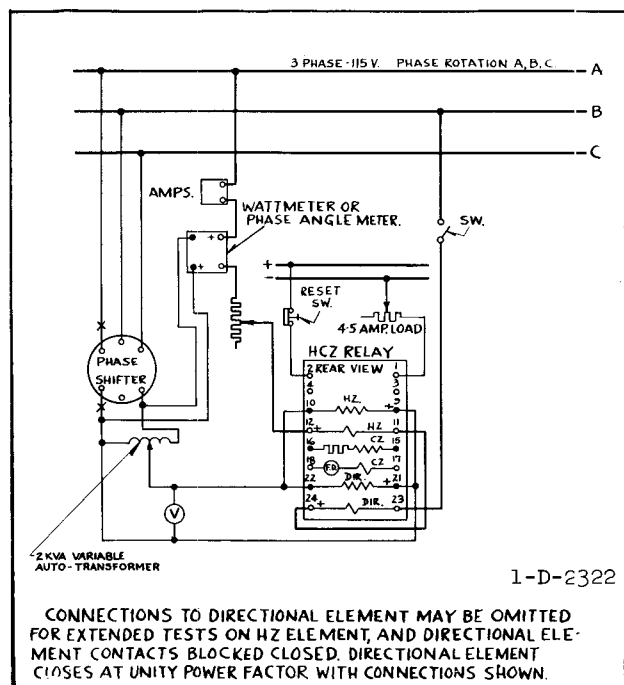 3 PHASE-115 V. PHASE ROTATION A, B, C.
A
B
C
AMPS.
WATTMETER OR
PHASE ANGLE METER.
SW.
+
-
RESET
SW.
4-5 AMP. LOAD
HCZ RELAY
REAR VIEW
2
1
4
3
10
HZ.
+
9
12
+
HZ
11
16
CZ
15
18
CZ
17
22
DIR.
+
21
24
+
DIR.
23
+
+
X
PHASE
SHIFTER
X
V
2 KVA VARIABLE
AUTO-TRANSFORMER
1-D-2322
CONNECTIONS TO DIRECTIONAL ELEMENT MAY BE OMITTED
FOR EXTENDED TESTS ON HZ ELEMENT, AND DIRECTIONAL ELE-
MENT CONTACTS BLOCKED CLOSED. DIRECTIONAL ELEMENT
CLOSES AT UNITY POWER FACTOR WITH CONNECTIONS SHOWN.